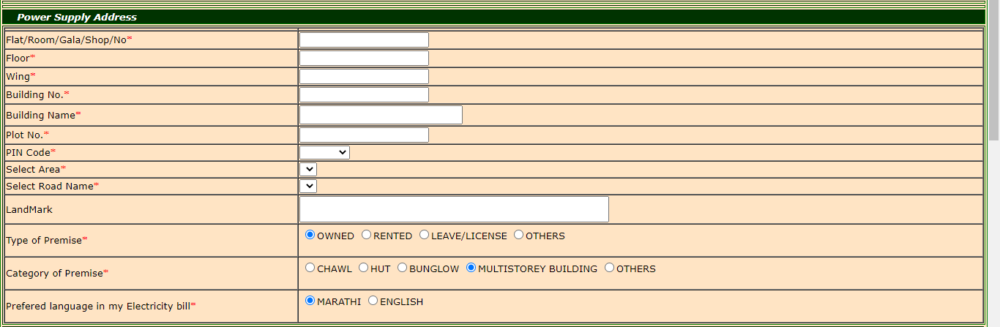 Power Supply Address
Flat/Room/Gala/Shop/No*
Floor*
Wing*
Building No.*
Building Name*
Plot No.*
PIN Code*
Select Area*
Select Road Name*
LandMark
Type of Premise* OWNED RENTED LEAVE/LICENSE OTHERS
Category of Premise* CHAWL HUT BUNGLOW MULTISTOREY BUILDING OTHERS
Prefered language in my Electricity bill* MARATHI ENGLISH